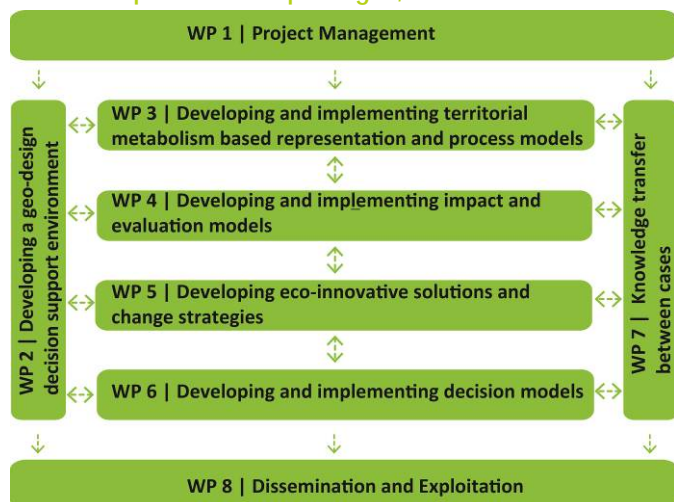 WP 1 | Project Management
WP 2 | Developing a geo-design
decision support environment
WP 3 | Developing and implementing territorial
metabolism based representation and process models
WP 4 | Developing and implementing impact and
evaluation models
WP 5 | Developing eco-innovative solutions and
change strategies
WP 6 | Developing and implementing decision models
WP 7 | Knowledge transfer
between cases
WP 8 | Dissemination and Exploitation